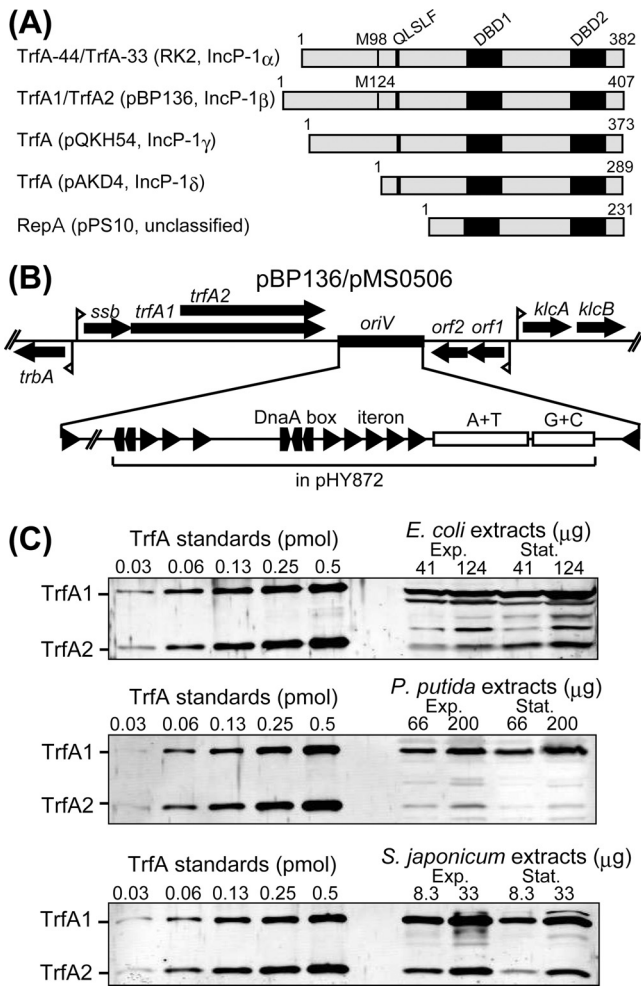 (A)
QLSLF DBD1 DBD2
TrfA-44/TrfA-33 (RK2, IncP-1α) 1 M98 382
TrfA1/TrfA2 (pBP136, IncP-1β) 1 M124 407
TrfA (pQKH54, IncP-1γ) 1 373
TrfA (pAKD4, IncP-1δ) 1 289
RepA (pPS10, unclassified) 1 231
(B)
pBP136/pMS0506
trfA2
ssb trfA1 oriV orf2 orf1 klcA klcB
trbA
DnaA box iteron A+T G+C
in pHY872
(C)
TrfA standards (pmol) E. coli extracts (μg)
Exp. Stat.
0.03 0.06 0.13 0.25 0.5 41 124 41 124
TrfA1
TrfA2
TrfA standards (pmol) P. putida extracts (μg)
Exp. Stat.
0.03 0.06 0.13 0.25 0.5 66 200 66 200
TrfA1
TrfA2
TrfA standards (pmol) S. japonicum extracts (μg)
Exp. Stat.
0.03 0.06 0.13 0.25 0.5 8.3 33 8.3 33
TrfA1
TrfA2